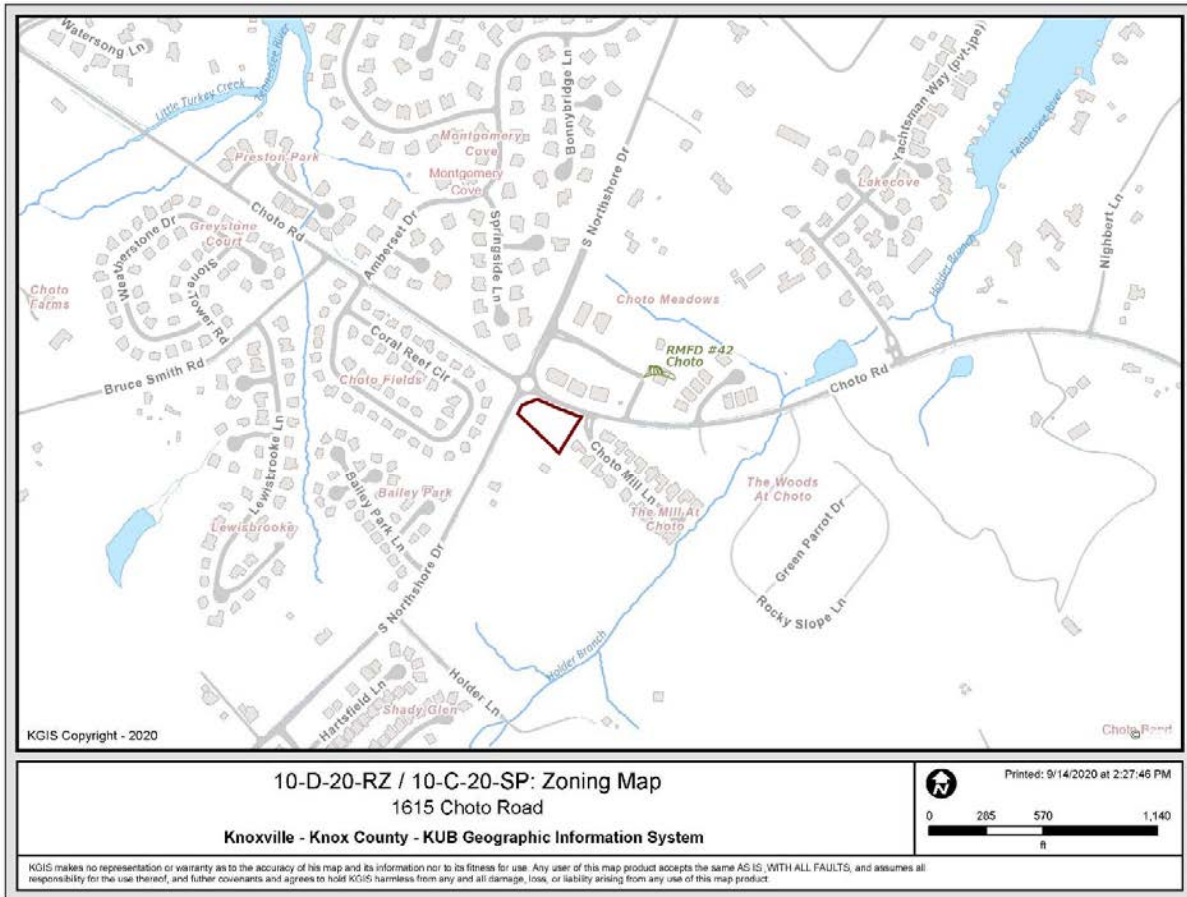 Watersong Ln
Little Turkey Creek
Tennessee River
Bonnybridge Ln
Yachtsman Way (pvt-jpe)
Tennessee River
Montgomery
Cove
Montgomery
Cove
Preston Park
Choto Rd
Amberset Dr
Springside Ln
S Northshore Dr
Lakecove
Nighbert Ln
Holder Branch
Weatherstone Dr
Greystone
Court
Stone Tower Rd
Choto
Farms
Choto Meadows
RMFD #42
Choto
Coral Reef Cir
Choto Fields
Bruce Smith Rd
Choto Rd
Lewisbrooke Ln
Bailey Park Ln
Bailey Park
Lewisbrooke
Choto Mill Ln
The Mill At
Choto
The Woods
At Choto
Green Parrot Dr
Rocky Slope Ln
S Northshore Dr
Holder Branch
Holder Ln
Hartsfield Ln
Shady Glen
Choto Bend
©
KGIS Copyright - 2020
10-D-20-RZ / 10-C-20-SP: Zoning Map
1615 Choto Road
Knoxville - Knox County - KUB Geographic Information System
N
Printed: 9/14/2020 at 2:27:46 PM
0 285 570 1,140
ft
KGIS makes no representation or warranty as to the accuracy of his map and its information nor to its fitness for use. Any user of this map product accepts the same AS IS ,WITH ALL FAULTS, and assumes all
responsibility for the use thereof, and futher covenants and agrees to hold KGIS harmless from any and all damage, loss, or liability arising from any use of this map product.